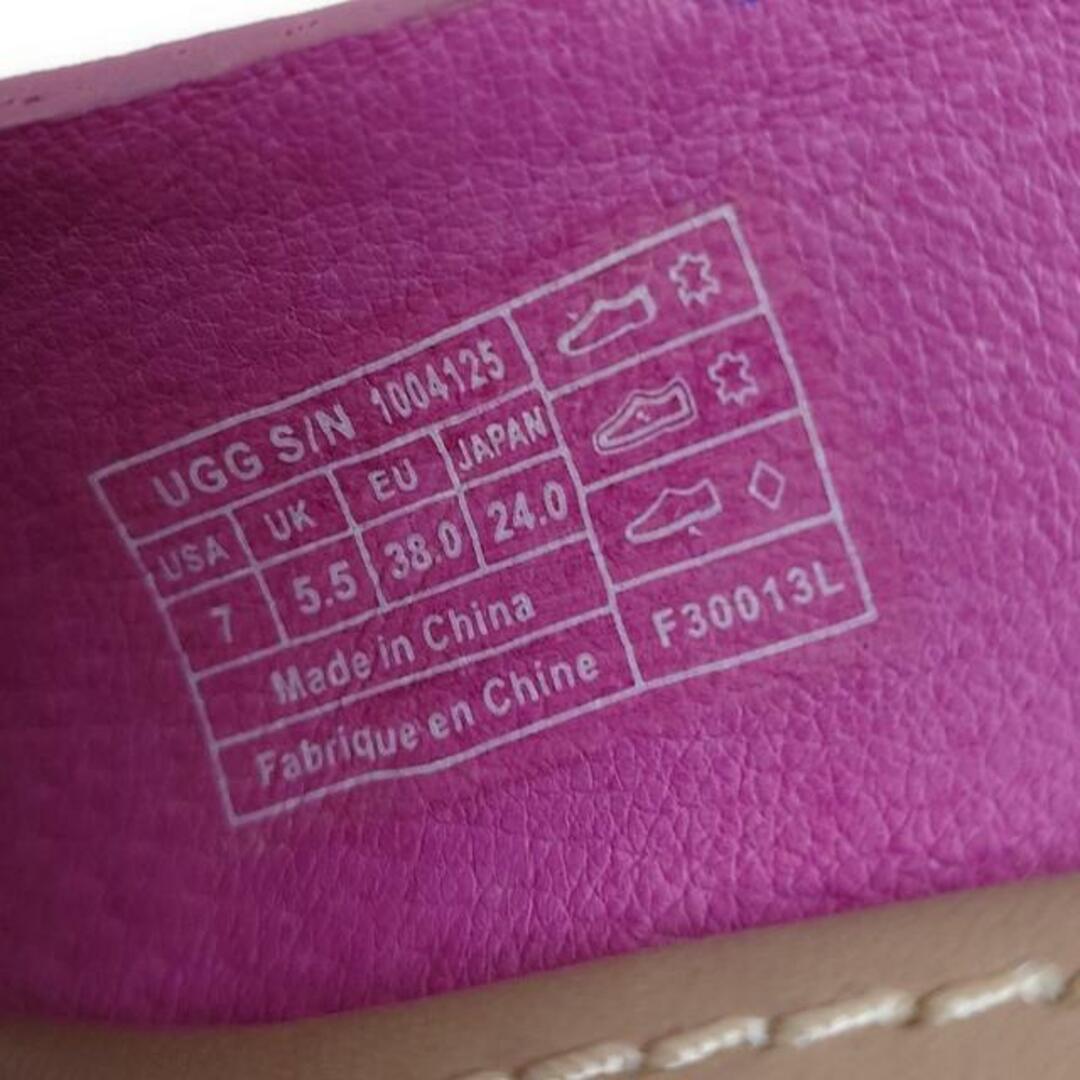 UGG S/N 1004125
USA UK EU JAPAN
7 5.5 38.0 24.0
Made in China
Fabrique en Chine
F30013L